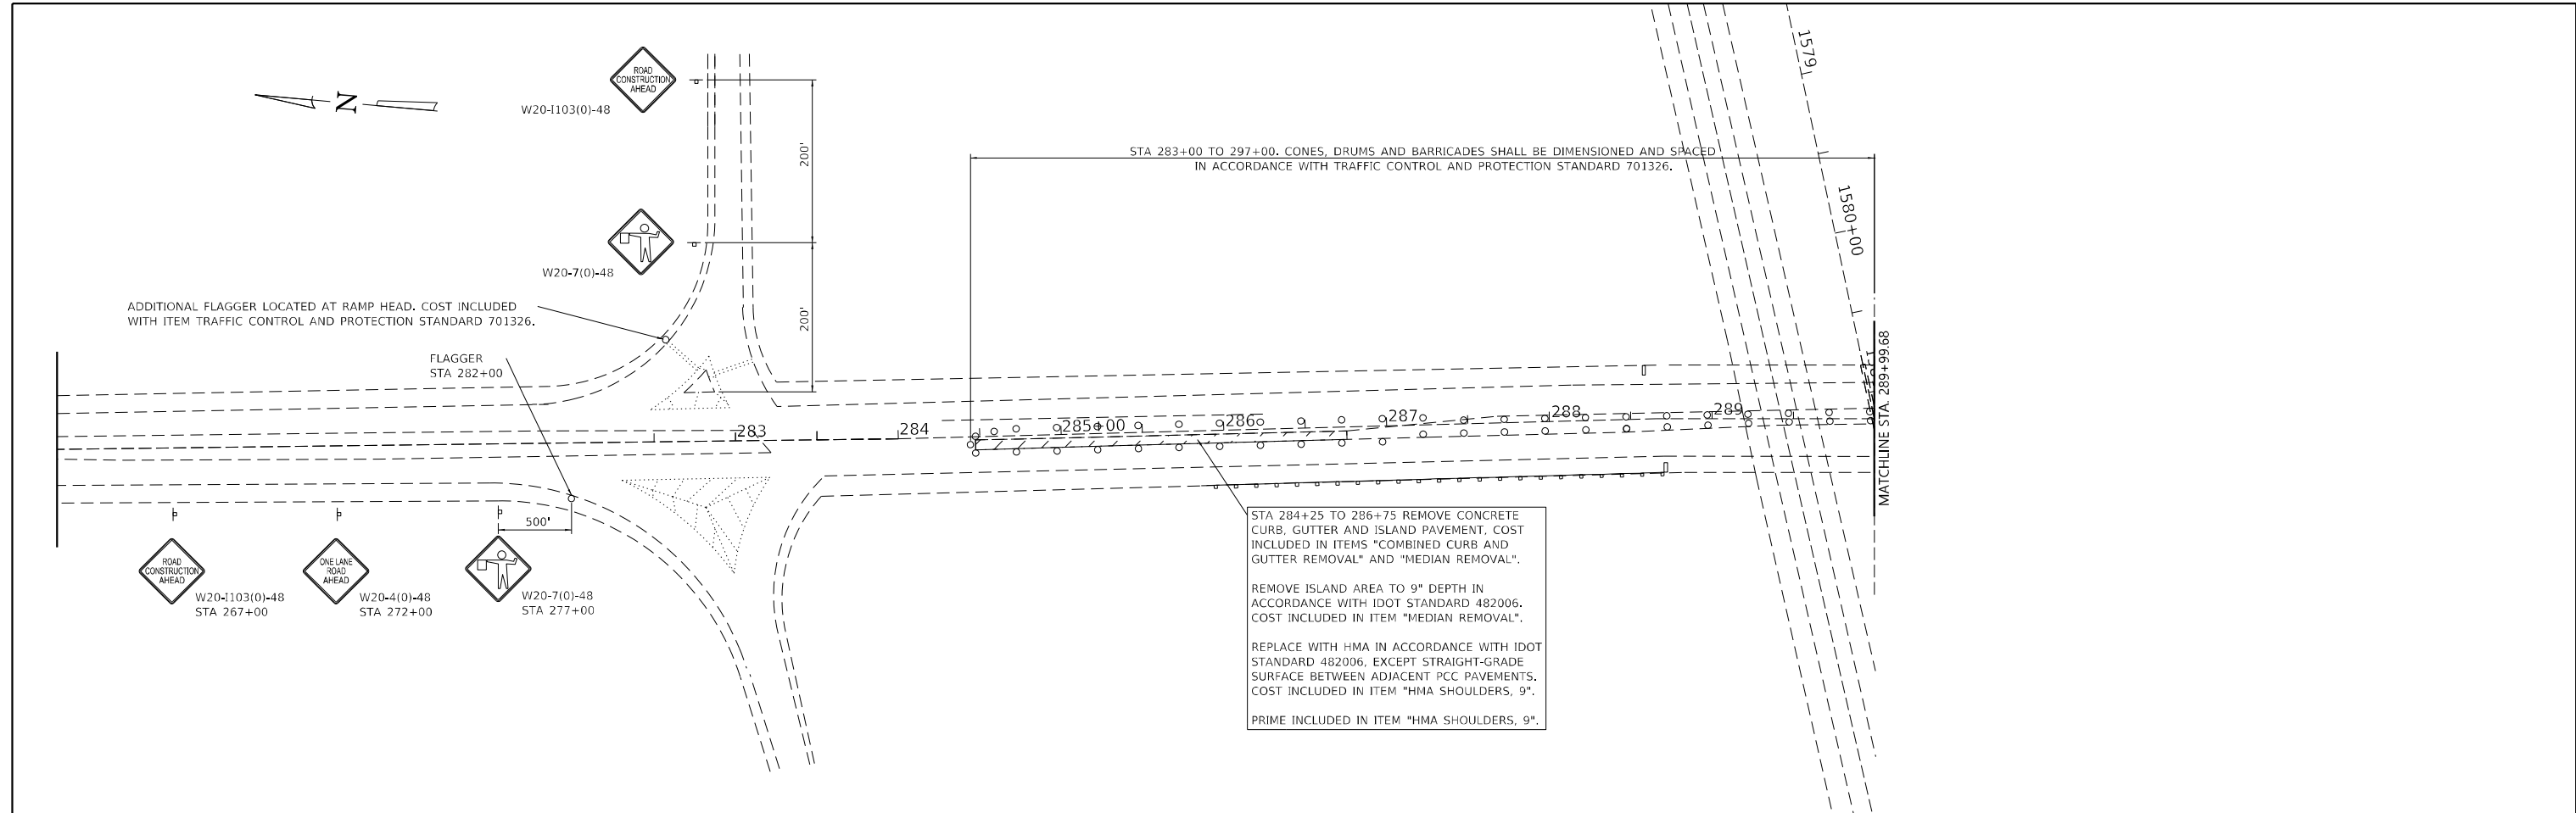 ROAD
CONSTRUCTION
AHEAD
W20-I103(0)-48
N
1579
200'
STA 283+00 TO 297+00. CONES, DRUMS AND BARRICADES SHALL BE DIMENSIONED AND SPACED
IN ACCORDANCE WITH TRAFFIC CONTROL AND PROTECTION STANDARD 701326.
1580+00
W20-7(0)-48
200'
ADDITIONAL FLAGGER LOCATED AT RAMP HEAD. COST INCLUDED
WITH ITEM TRAFFIC CONTROL AND PROTECTION STANDARD 701326.
FLAGGER
STA 282+00
MATCHLINE STA. 289+99.68
283
284
285+00
286
287
288
289
500'
ROAD
CONSTRUCTION
AHEAD
W20-I103(0)-48
STA 267+00
ONE LANE
ROAD
AHEAD
W20-4(0)-48
STA 272+00
W20-7(0)-48
STA 277+00
STA 284+25 TO 286+75 REMOVE CONCRETE
CURB, GUTTER AND ISLAND PAVEMENT, COST
INCLUDED IN ITEMS "COMBINED CURB AND
GUTTER REMOVAL" AND "MEDIAN REMOVAL".
REMOVE ISLAND AREA TO 9" DEPTH IN
ACCORDANCE WITH IDOT STANDARD 482006.
COST INCLUDED IN ITEM "MEDIAN REMOVAL".
REPLACE WITH HMA IN ACCORDANCE WITH IDOT
STANDARD 482006, EXCEPT STRAIGHT-GRADE
SURFACE BETWEEN ADJACENT PCC PAVEMENTS.
COST INCLUDED IN ITEM "HMA SHOULDERS, 9".
PRIME INCLUDED IN ITEM "HMA SHOULDERS, 9".